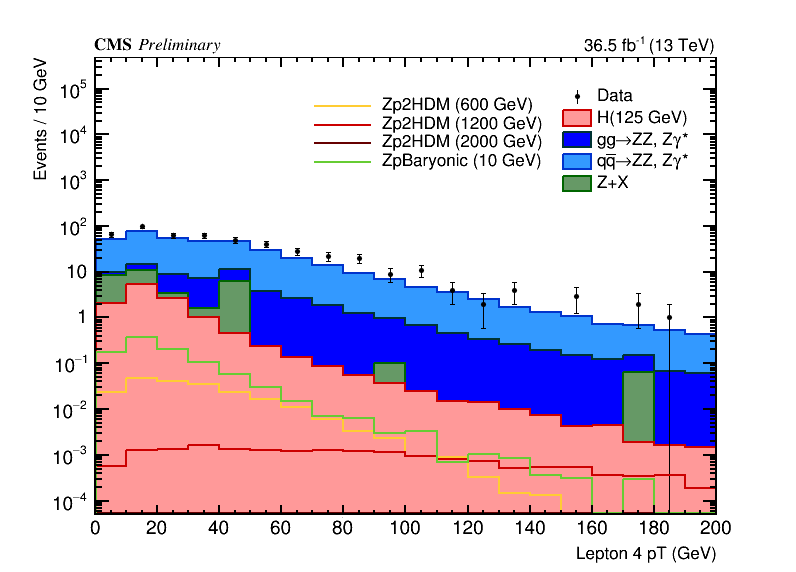 CMS Preliminary 36.5 fb⁻¹ (13 TeV)
Events / 10 GeV
10⁵
10⁴
10³
10²
10
1
10⁻¹
10⁻²
10⁻³
10⁻⁴
Zp2HDM (600 GeV)
Zp2HDM (1200 GeV)
Zp2HDM (2000 GeV)
ZpBaryonic (10 GeV)
Data
H(125 GeV)
gg→ZZ, Zγ*
qq̅→ZZ, Zγ*
Z+X
0 20 40 60 80 100 120 140 160 180 200
Lepton 4 pT (GeV)